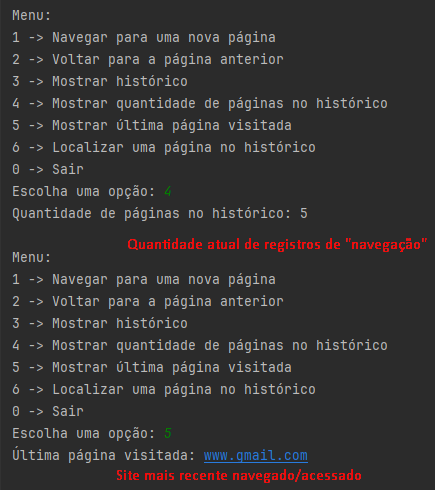 Menu:
1 -> Navegar para uma nova página
2 -> Voltar para a página anterior
3 -> Mostrar histórico
4 -> Mostrar quantidade de páginas no histórico
5 -> Mostrar última página visitada
6 -> Localizar uma página no histórico
0 -> Sair
Escolha uma opção: 4
Quantidade de páginas no histórico: 5
Quantidade atual de registros de "navegação"
Menu:
1 -> Navegar para uma nova página
2 -> Voltar para a página anterior
3 -> Mostrar histórico
4 -> Mostrar quantidade de páginas no histórico
5 -> Mostrar última página visitada
6 -> Localizar uma página no histórico
0 -> Sair
Escolha uma opção: 5
Última página visitada: www.gmail.com
Site mais recente navegado/acessado